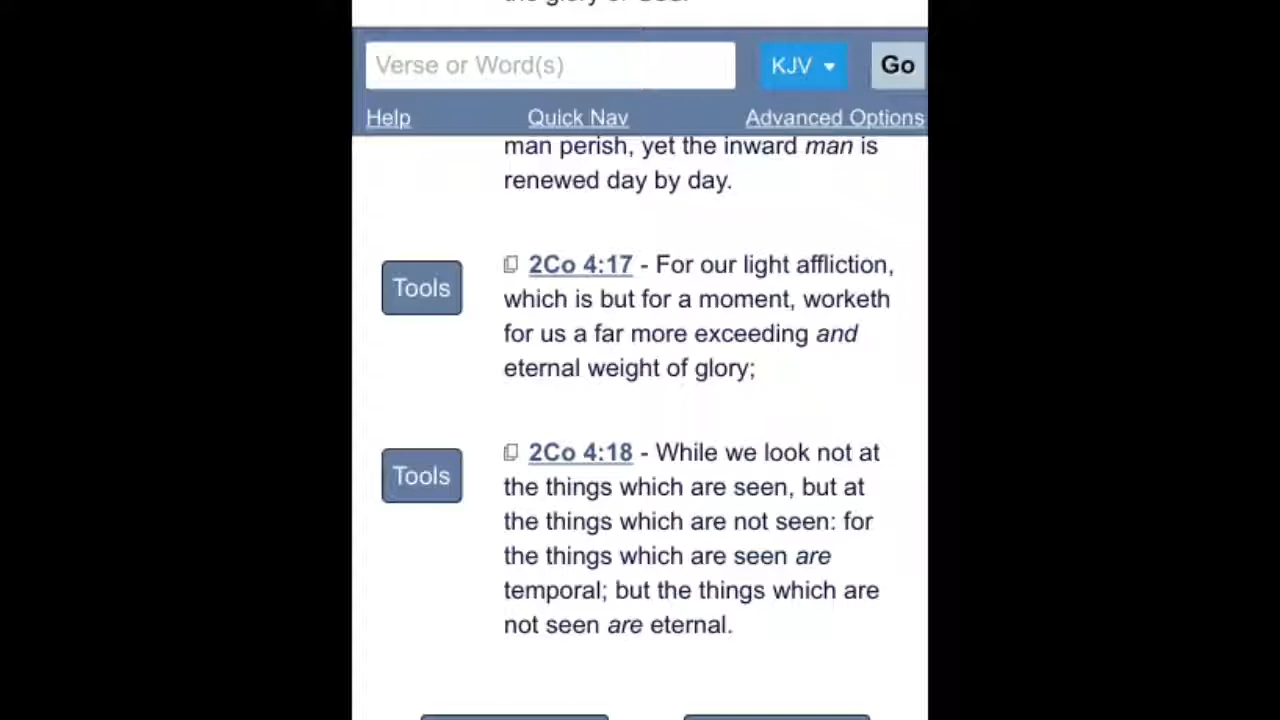 Verse or Word(s)
KJV
Go
Help
Quick Nav
Advanced Options
man perish, yet the inward man is
renewed day by day.
Tools
2Co 4:17 - For our light affliction,
which is but for a moment, worketh
for us a far more exceeding and
eternal weight of glory;
Tools
2Co 4:18 - While we look not at
the things which are seen, but at
the things which are not seen: for
the things which are seen are
temporal; but the things which are
not seen are eternal.